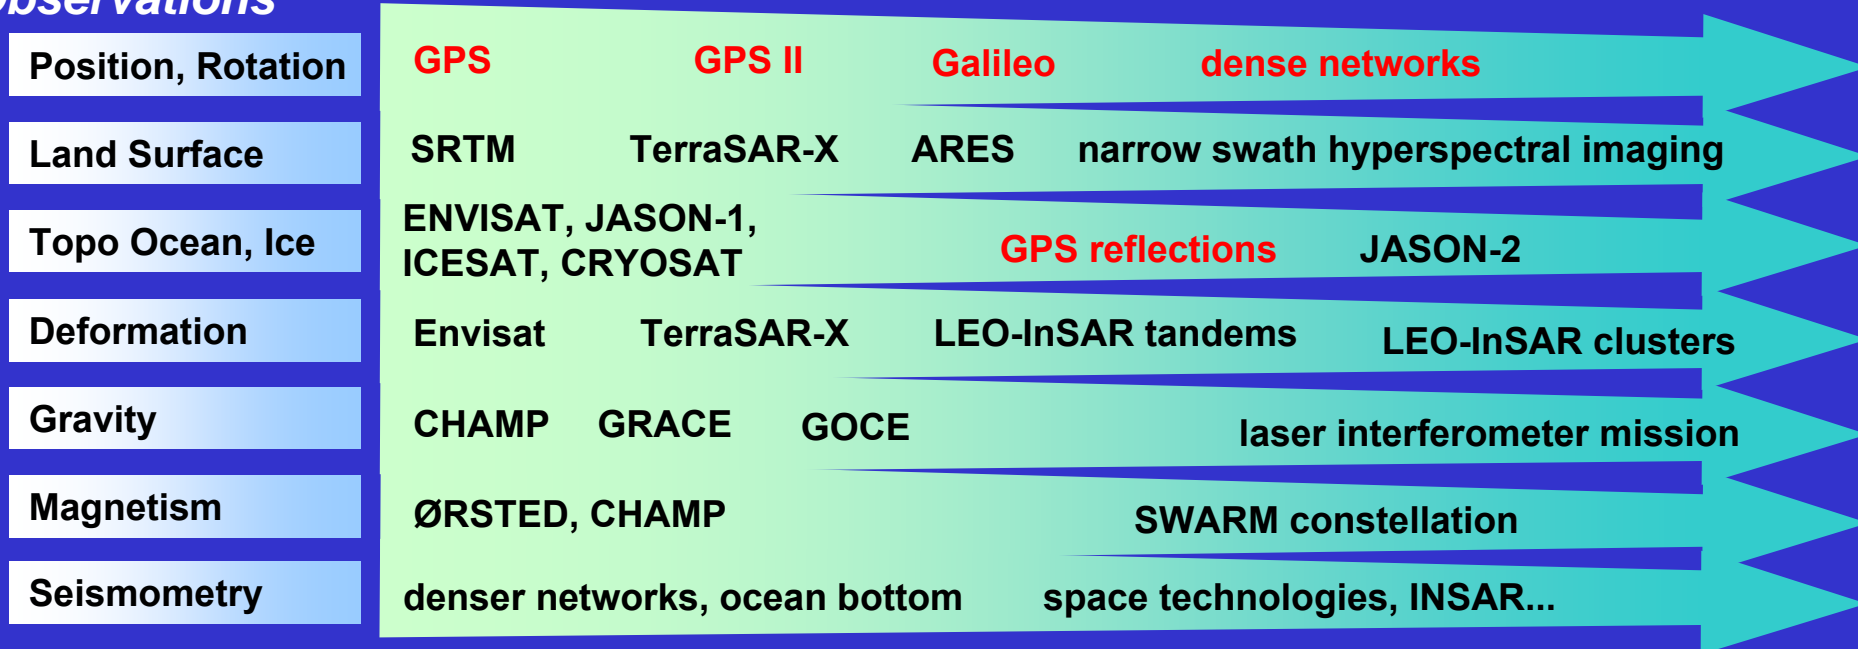 Observations
Position, Rotation GPS GPS II Galileo dense networks
Land Surface SRTM TerraSAR-X ARES narrow swath hyperspectral imaging
Topo Ocean, Ice ENVISAT, JASON-1,
ICESAT, CRYOSAT GPS reflections JASON-2
Deformation Envisat TerraSAR-X LEO-InSAR tandems LEO-InSAR clusters
Gravity CHAMP GRACE GOCE laser interferometer mission
Magnetism ØRSTED, CHAMP SWARM constellation
Seismometry denser networks, ocean bottom space technologies, INSAR...